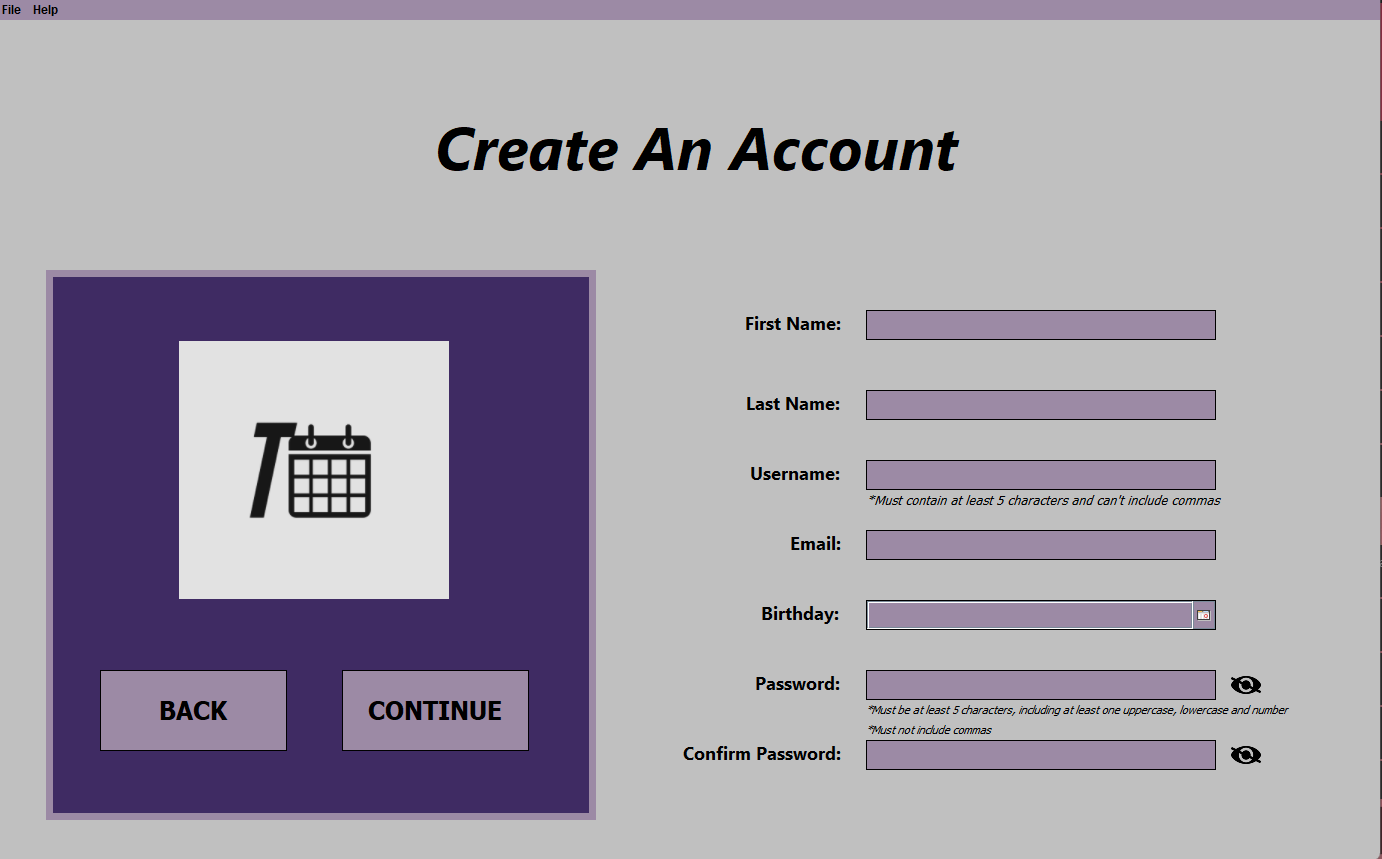 File Help
Create An Account
First Name:
Last Name:
Username:
*Must contain at least 5 characters and can't include commas
Email:
Birthday:
Password:
*Must be at least 5 characters, including at least one uppercase, lowercase and number
*Must not include commas
Confirm Password:
T
BACK CONTINUE